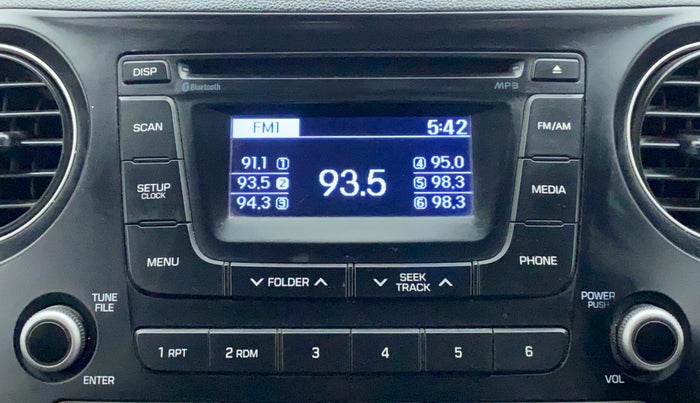 DISP
Bluetooth
MP3
SCAN
FM1
5:42
FM/AM
91.1 1
4 95.0
SETUP
CLOCK
93.5 2
93.5
5 98.3
MEDIA
94.3 3
6 98.3
MENU
FOLDER
SEEK
TRACK
PHONE
TUNE
FILE
POWER
PUSH
1 RPT
2 RDM
3
4
5
6
ENTER
VOL